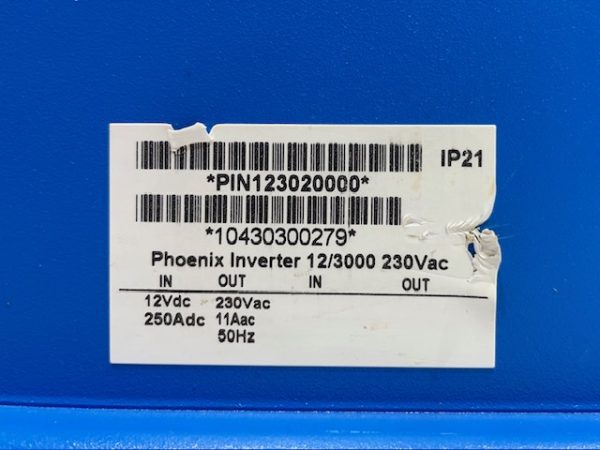 IP21
*PIN123020000*
*10430300279*
Phoenix Inverter 12/3000 230Vac
IN OUT IN OUT
12Vdc 230Vac
250Adc 11Aac
50Hz